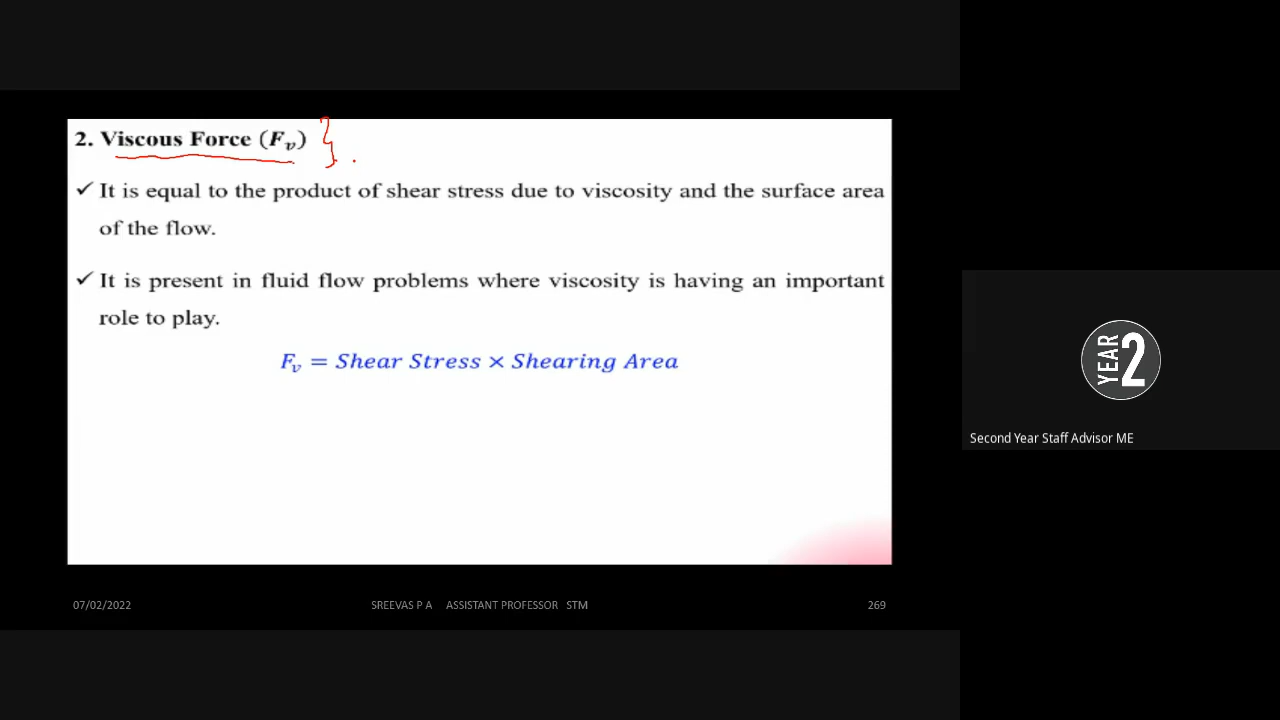 2. Viscous Force (Fᵥ)
✓ It is equal to the product of shear stress due to viscosity and the surface area
of the flow.
✓ It is present in fluid flow problems where viscosity is having an important
role to play.
Fᵥ = Shear Stress × Shearing Area
YEAR 2
Second Year Staff Advisor ME
07/02/2022 SREEVAS P A ASSISTANT PROFESSOR STM 269